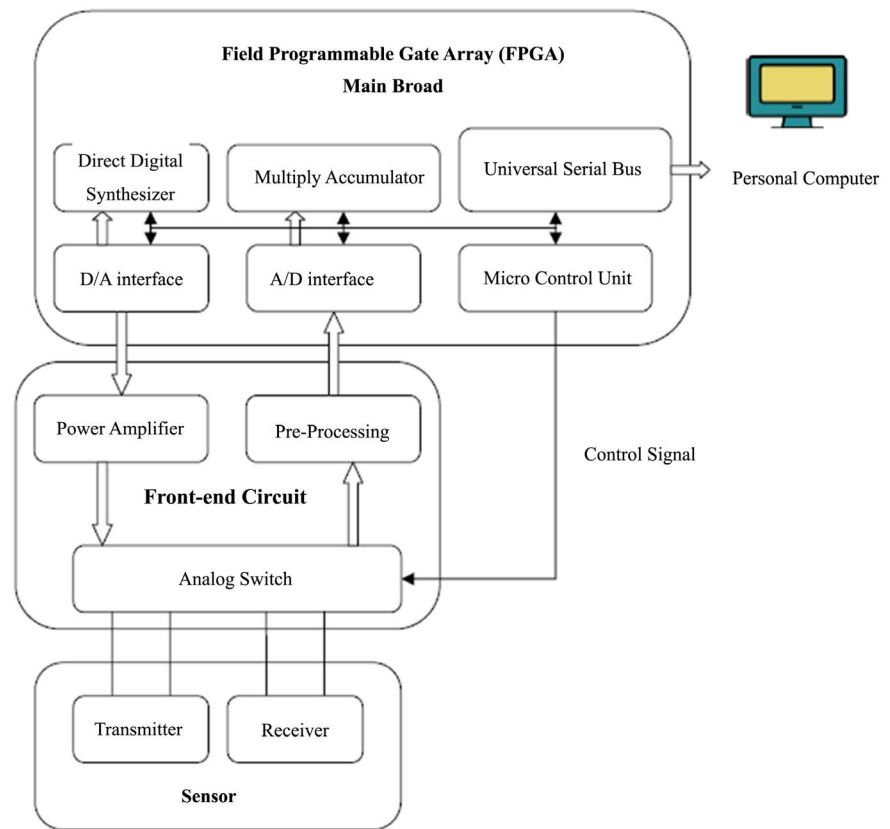 Field Programmable Gate Array (FPGA)
Main Broad
Direct Digital
Synthesizer
Multiply Accumulator
Universal Serial Bus
Personal Computer
D/A interface
A/D interface
Micro Control Unit
Power Amplifier
Pre-Processing
Control Signal
Front-end Circuit
Analog Switch
Transmitter
Receiver
Sensor